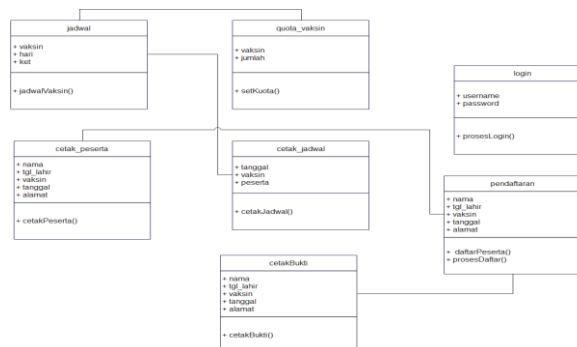 jadwal
+ vaksin
+ hari
+ ket
+ jadwalVaksin()
quota_vaksin
+ vaksin
+ jumlah
+ setKuota()
login
+ username
+ password
+ prosesLogin()
cetak_peserta
+ nama
+ tgl_lahir
+ vaksin
+ tanggal
+ alamat
+ cetakPeserta()
cetak_jadwal
+ tanggal
+ vaksin
+ peserta
+ cetakJadwal()
pendaftaran
+ nama
+ tgl_lahir
+ vaksin
+ tanggal
+ alamat
+ daftarPeserta()
+ prosesDaftar()
cetakBukti
+ nama
+ tgl_lahir
+ vaksin
+ tanggal
+ alamat
+ cetakBukti()